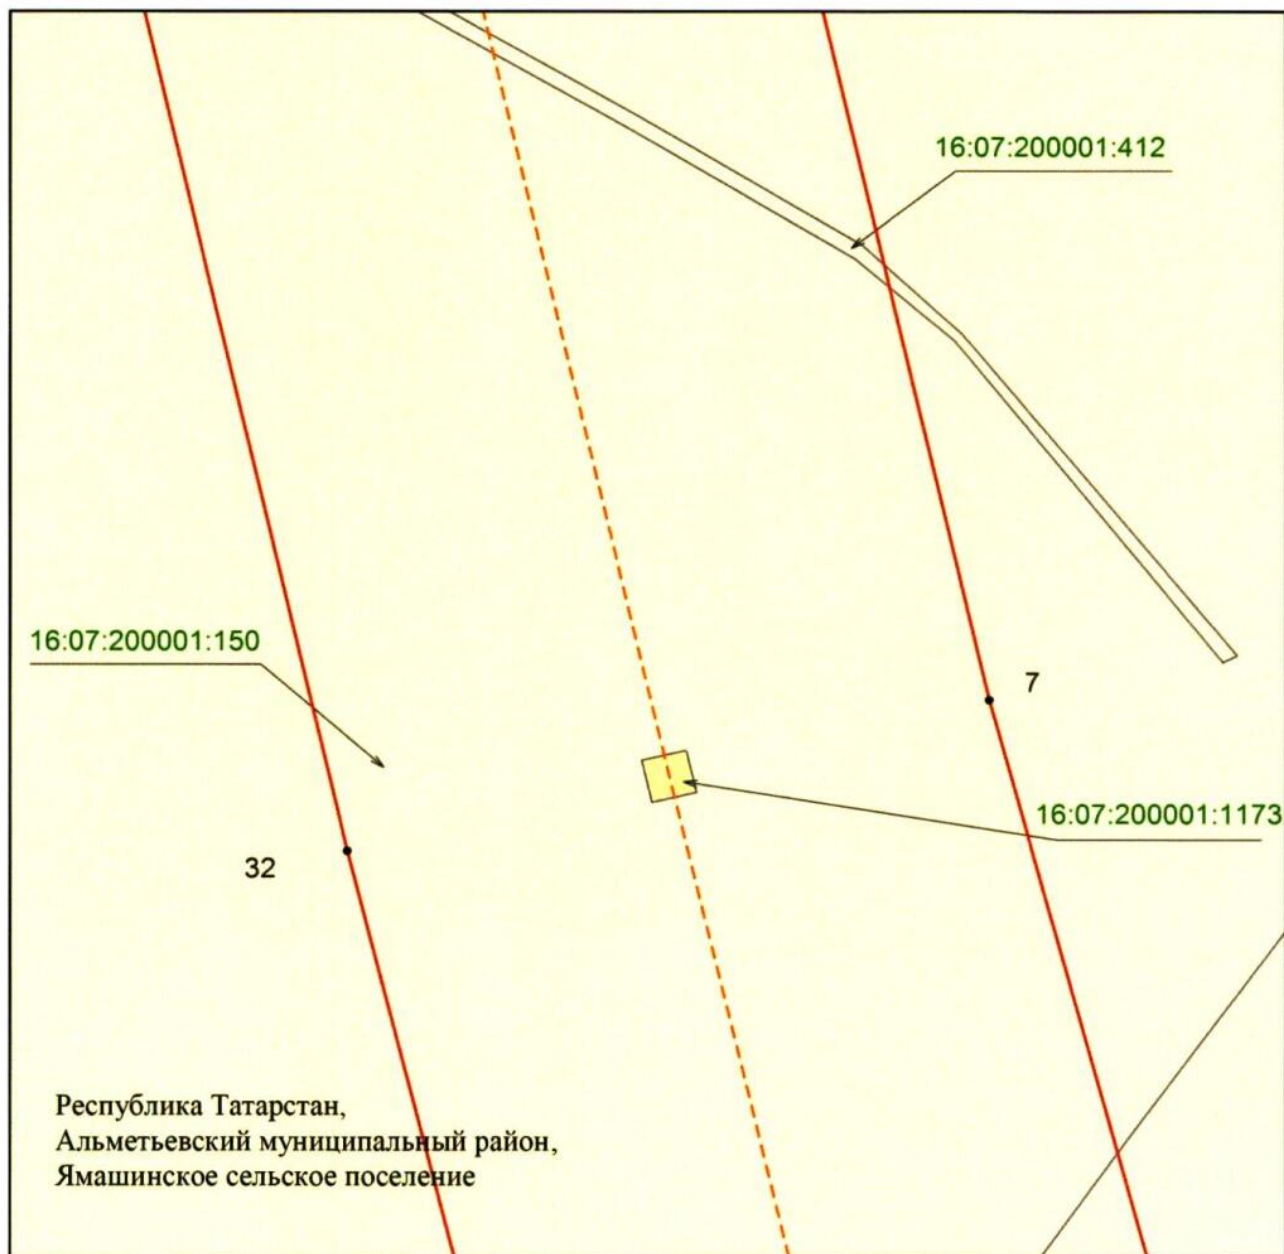 16:07:200001:412
16:07:200001:150
7
16:07:200001:1173
32
Республика Татарстан,
Альметьевский муниципальный район,
Ямашинское сельское поселение